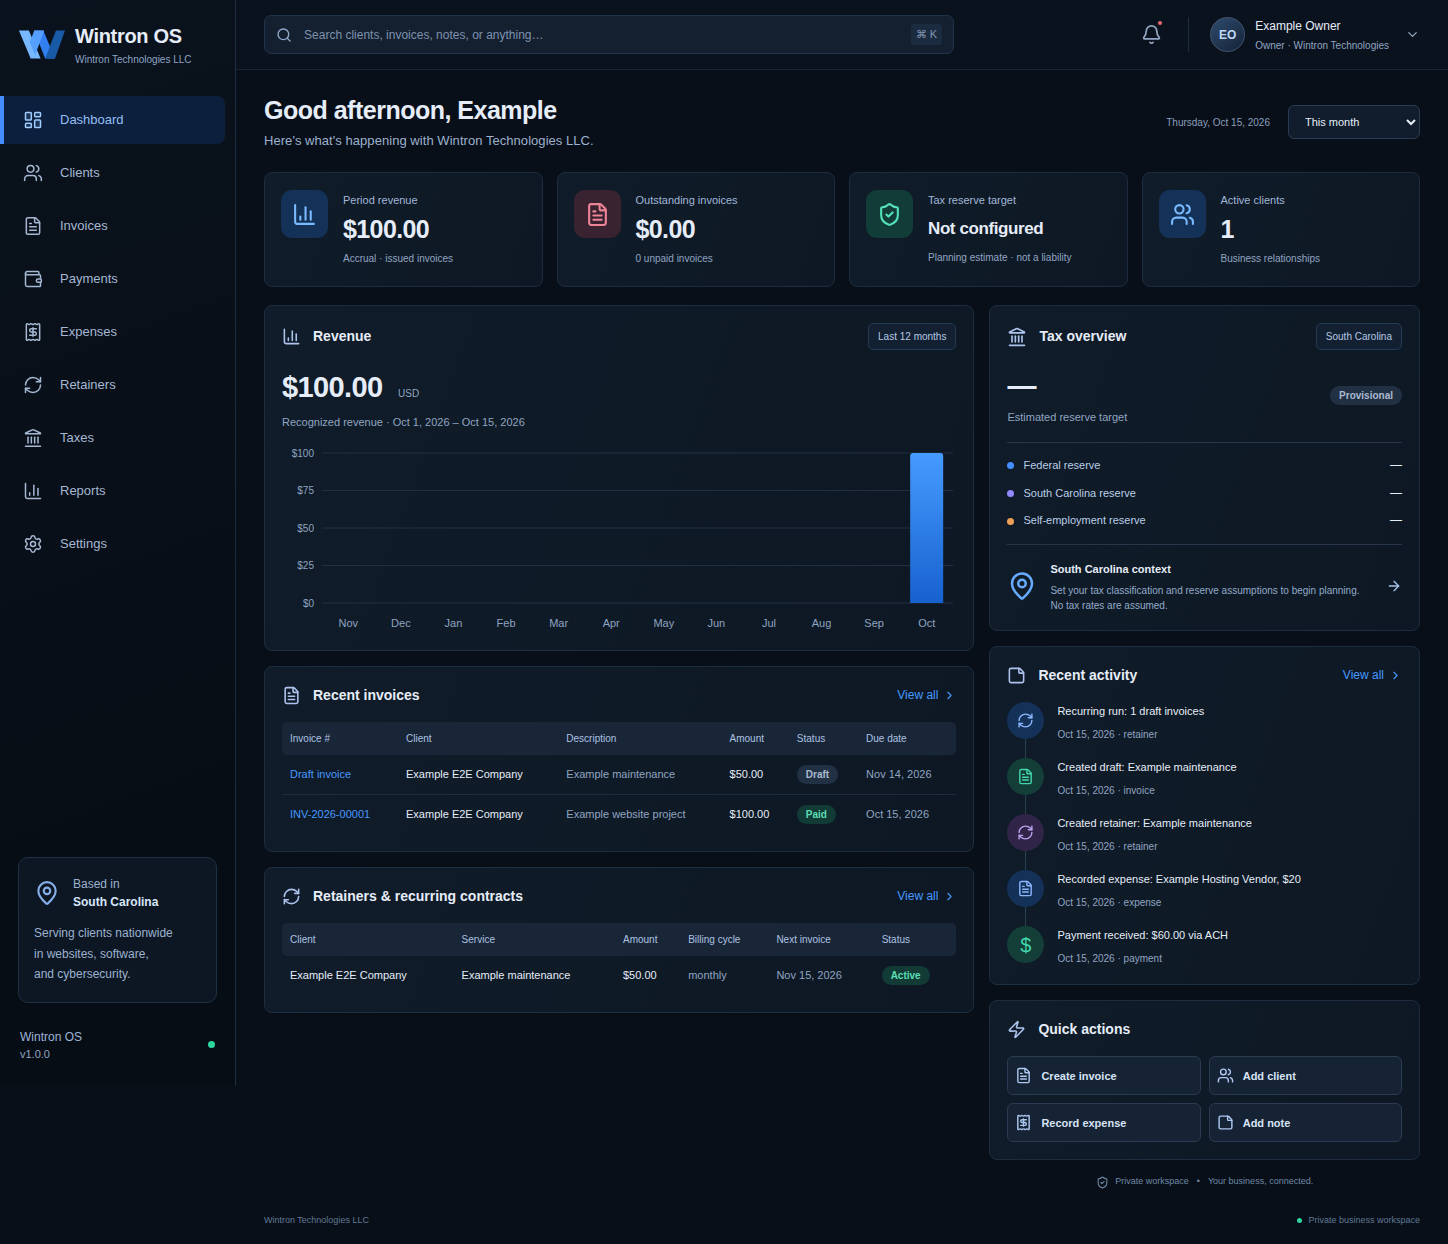 Wintron OS
Wintron Technologies LLC
Dashboard
Clients
Invoices
Payments
Expenses
Retainers
Taxes
Reports
Settings
Based in
South Carolina
Serving clients nationwide
in websites, software,
and cybersecurity.
Wintron OS
v1.0.0
Search clients, invoices, notes, or anything…
⌘ K
EO
Example Owner
Owner · Wintron Technologies
Good afternoon, Example
Here's what's happening with Wintron Technologies LLC.
Thursday, Oct 15, 2026
This month
Period revenue
$100.00
Accrual · issued invoices
Outstanding invoices
$0.00
0 unpaid invoices
Tax reserve target
Not configured
Planning estimate · not a liability
Active clients
1
Business relationships
Revenue
Last 12 months
$100.00 USD
Recognized revenue · Oct 1, 2026 – Oct 15, 2026
$100
$75
$50
$25
$0
Nov Dec Jan Feb Mar Apr May Jun Jul Aug Sep Oct
Recent invoices
View all
Invoice # Client Description Amount Status Due date
Draft invoice Example E2E Company Example maintenance $50.00 Draft Nov 14, 2026
INV-2026-00001 Example E2E Company Example website project $100.00 Paid Oct 15, 2026
Retainers & recurring contracts
View all
Client Service Amount Billing cycle Next invoice Status
Example E2E Company Example maintenance $50.00 monthly Nov 15, 2026 Active
Tax overview
South Carolina
—
Provisional
Estimated reserve target
Federal reserve —
South Carolina reserve —
Self-employment reserve —
South Carolina context
Set your tax classification and reserve assumptions to begin planning.
No tax rates are assumed.
Recent activity
View all
Recurring run: 1 draft invoices
Oct 15, 2026 · retainer
Created draft: Example maintenance
Oct 15, 2026 · invoice
Created retainer: Example maintenance
Oct 15, 2026 · retainer
Recorded expense: Example Hosting Vendor, $20
Oct 15, 2026 · expense
Payment received: $60.00 via ACH
Oct 15, 2026 · payment
Quick actions
Create invoice
Add client
Record expense
Add note
Private workspace • Your business, connected.
Wintron Technologies LLC
Private business workspace